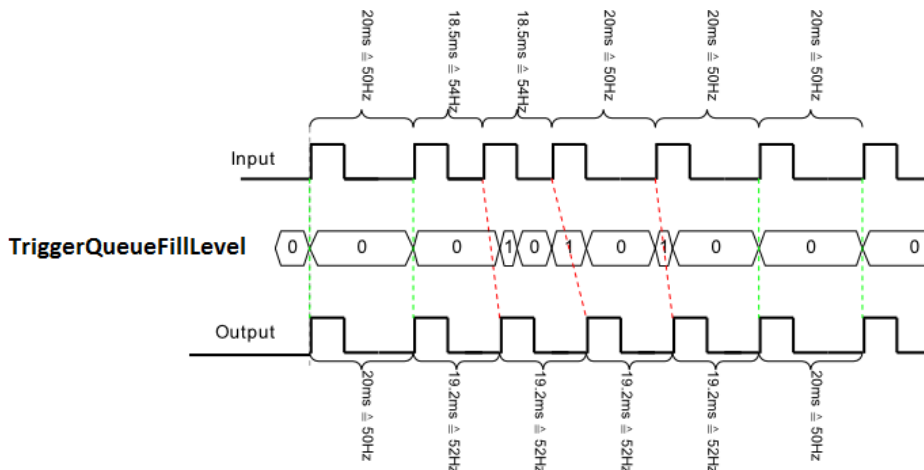 20ms ≙ 50Hz
18.5ms ≙ 54Hz
18.5ms ≙ 54Hz
20ms ≙ 50Hz
20ms ≙ 50Hz
20ms ≙ 50Hz
Input
TriggerQueueFillLevel
0 0 0 1 0 1 0 1 0 0 0
Output
20ms ≙ 50Hz
19.2ms ≙ 52Hz
19.2ms ≙ 52Hz
19.2ms ≙ 52Hz
19.2ms ≙ 52Hz
20ms ≙ 50Hz